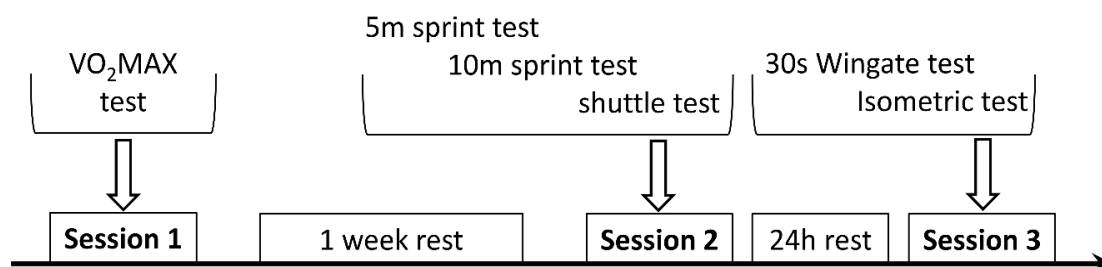 5m sprint test
VO₂MAX
test
10m sprint test
shuttle test
30s Wingate test
Isometric test
Session 1
1 week rest
Session 2
24h rest
Session 3